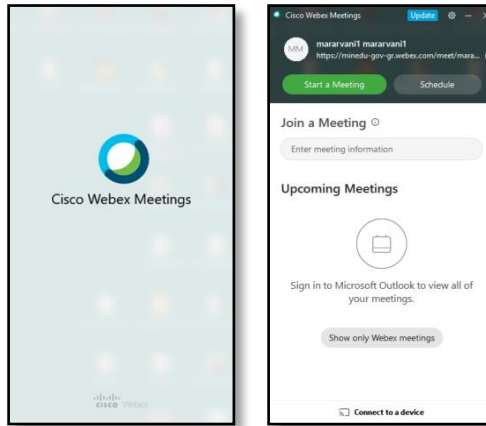 Cisco Webex Meetings
cisco Webex
Cisco Webex Meetings
Update
MM
mararvani1 mararvani1
https://minedu-gov-gr.webex.com/meet/mara...
Start a Meeting
Schedule
Join a Meeting
Enter meeting information
Upcoming Meetings
Sign in to Microsoft Outlook to view all of
your meetings.
Show only Webex meetings
Connect to a device